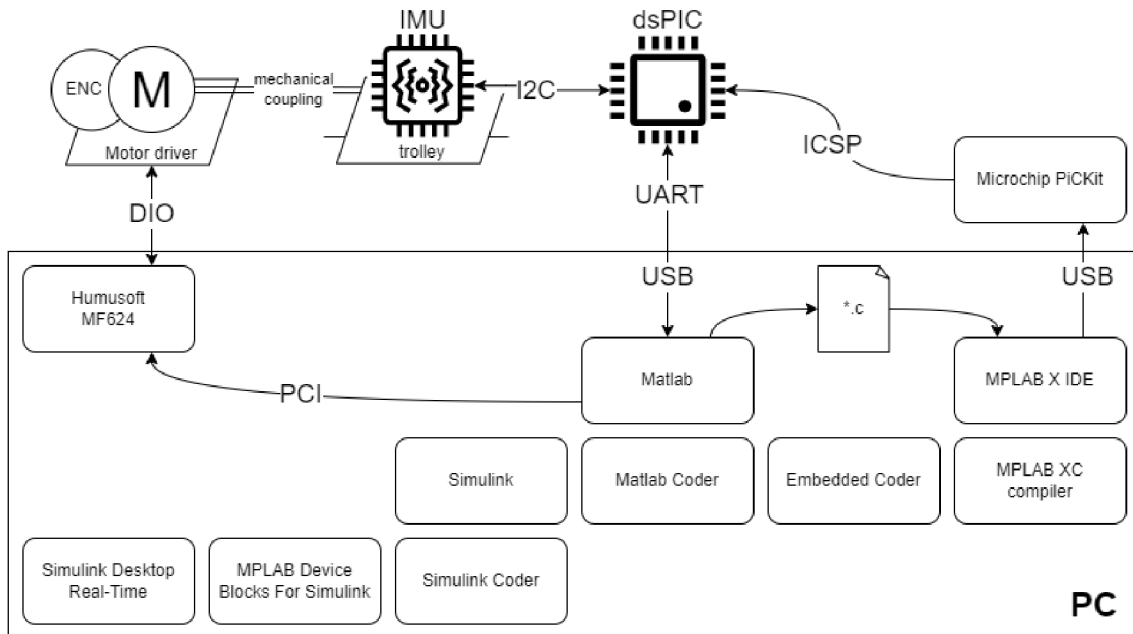 IMU
dsPIC
ENC
M
mechanical
coupling
I2C
Motor driver
trolley
ICSP
Microchip PiCKit
DIO
UART
USB
USB
Humusoft
MF624
*.c
Matlab
MPLAB X IDE
PCI
Simulink
Matlab Coder
Embedded Coder
MPLAB XC
compiler
Simulink Desktop
Real-Time
MPLAB Device
Blocks For Simulink
Simulink Coder
PC